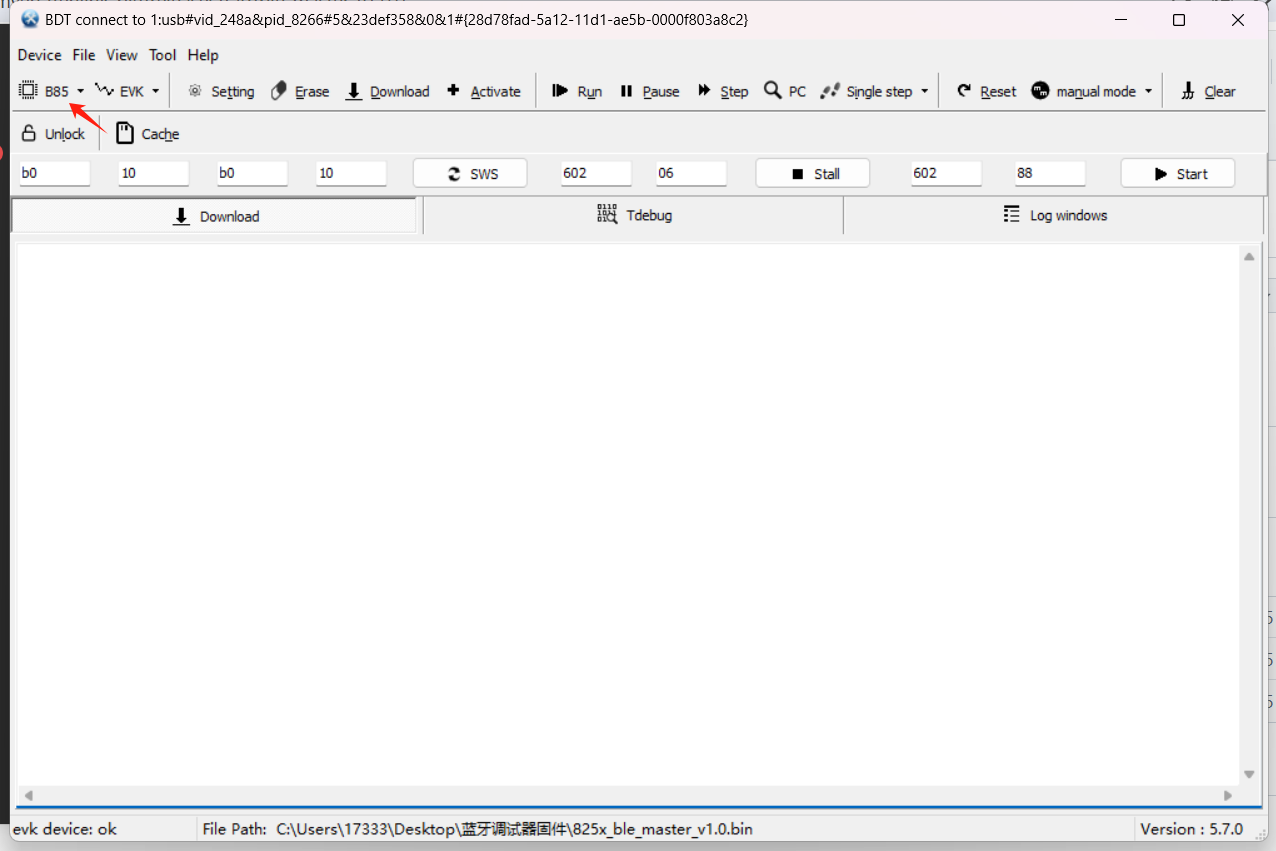 BDT connect to 1:usb#vid_248a&pid_8266#5&23def358&0&1#{28d78fad-5a12-11d1-ae5b-0000f803a8c2}
Device File View Tool Help
B85 EVK Setting Erase Download Activate Run Pause Step PC Single step Reset manual mode Clear
Unlock Cache
b0 10 b0 10 SWS 602 06 Stall 602 88 Start
Download Tdebug Log windows
evk device: ok File Path: C:\Users\17333\Desktop\蓝牙调试器固件\825x_ble_master_v1.0.bin Version : 5.7.0